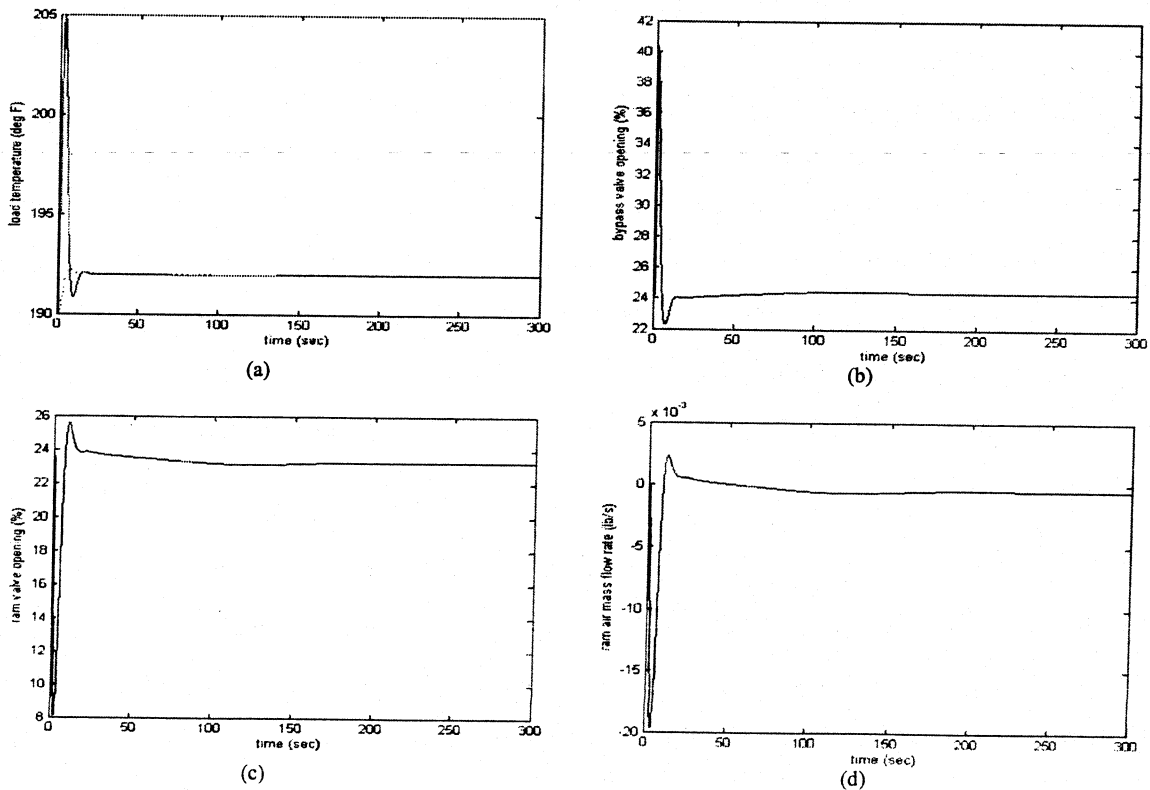 205
200
195
190
load temperature (deg F)
0 50 100 150 200 250 300
time (sec)
(a)
42
40
38
36
34
32
30
28
26
24
22
bypass valve opening (%)
0 50 100 150 200 250 300
time (sec)
(b)
26
24
22
20
18
16
14
12
10
8
ram valve opening (%)
0 50 100 150 200 250 300
time (sec)
(c)
x 10-3
5
0
-5
-10
-15
-20
ram air mass flow rate (lb/s)
0 50 100 150 200 250 300
time (sec)
(d)